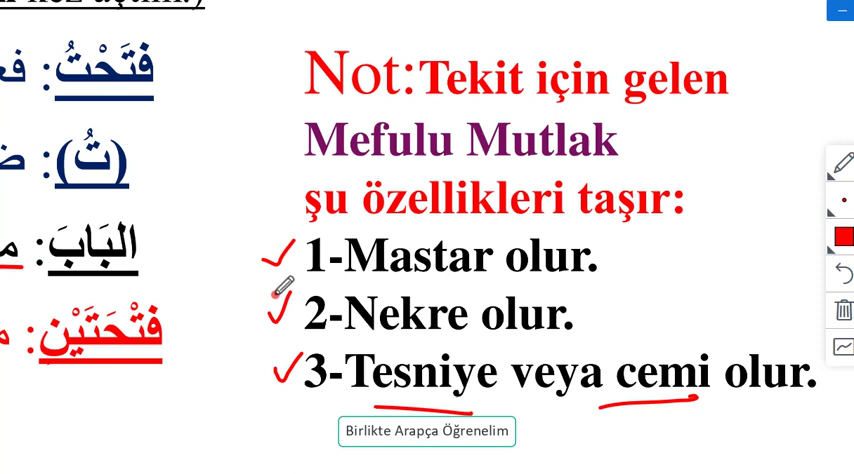 فَتَحْتُ:
(تُ):
البَابَ:
فَتْحَتَيْنِ:
Not:Tekit için gelen
Mefulu Mutlak
şu özellikleri taşır:
1-Mastar olur.
2-Nekre olur.
3-Tesniye veya cemi olur.
Birlikte Arapça Öğrenelim